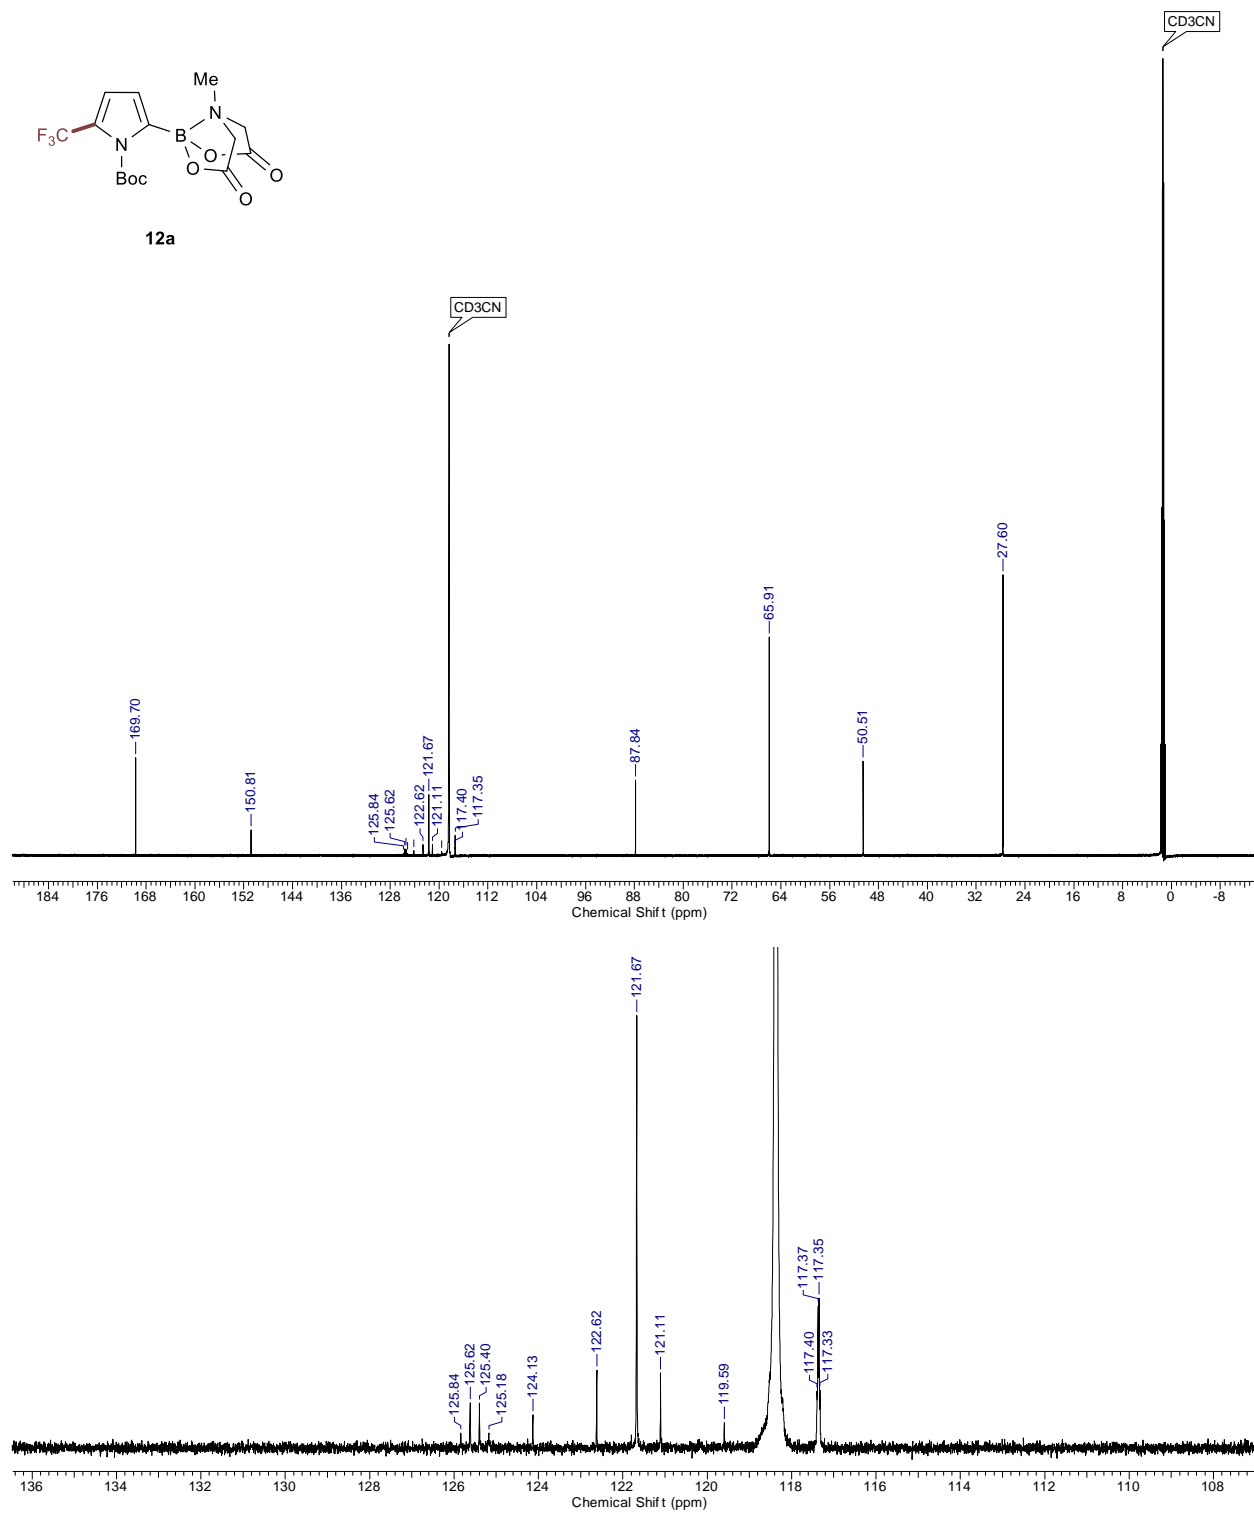 CD3CN
Me
N
F₃C
B
N
O
O
Boc
O
O
12a
CD3CN
169.70
150.81
125.84
125.62
122.62
121.67
121.11
117.40
117.35
87.84
65.91
50.51
27.60
184 176 168 160 152 144 136 128 120 112 104 96 88 80 72 64 56 48 40 32 24 16 8 0 -8
Chemical Shift (ppm)
125.84
125.62
125.40
125.18
124.13
122.62
121.67
121.11
119.59
117.40
117.37
117.35
117.33
136 134 132 130 128 126 124 122 120 118 116 114 112 110 108
Chemical Shift (ppm)